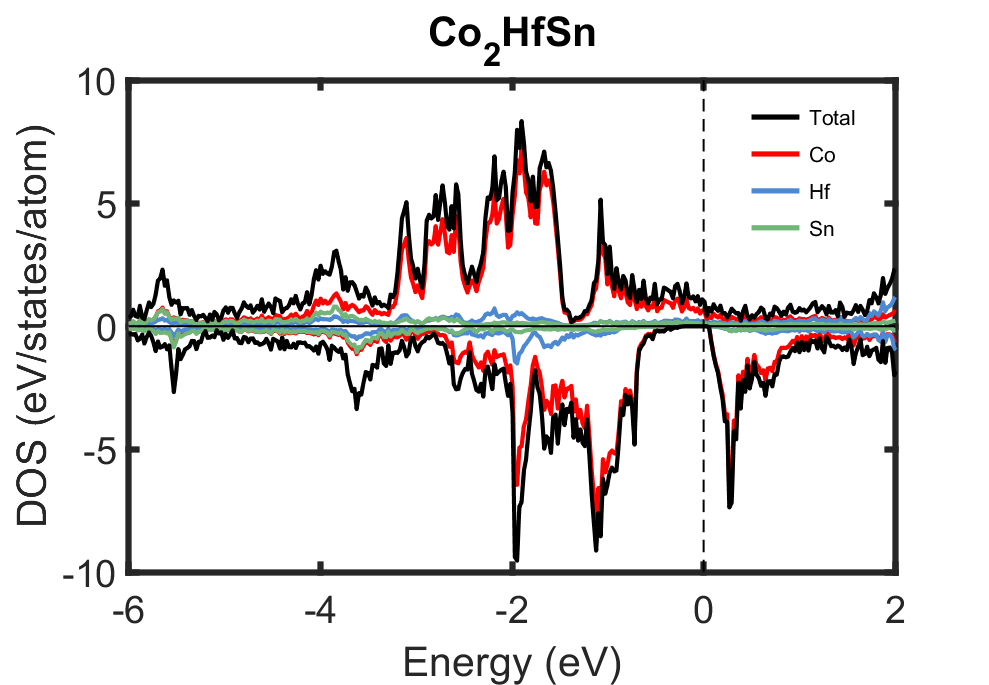 Co2HfSn
10
5
0
-5
-10
DOS (eV/states/atom)
-6
-4
-2
0
2
Energy (eV)
Total
Co
Hf
Sn